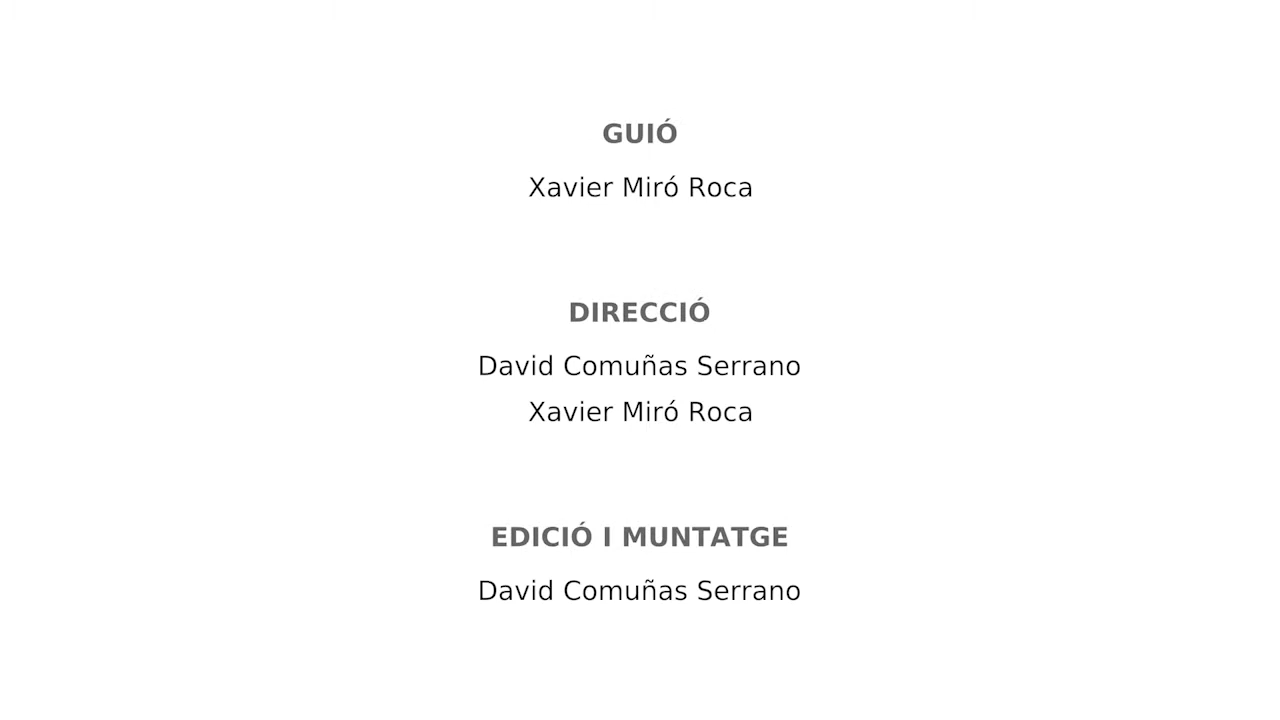 GUIÓ
Xavier Miró Roca
DIRECCIÓ
David Comuñas Serrano
Xavier Miró Roca
EDICIÓ I MUNTATGE
David Comuñas Serrano